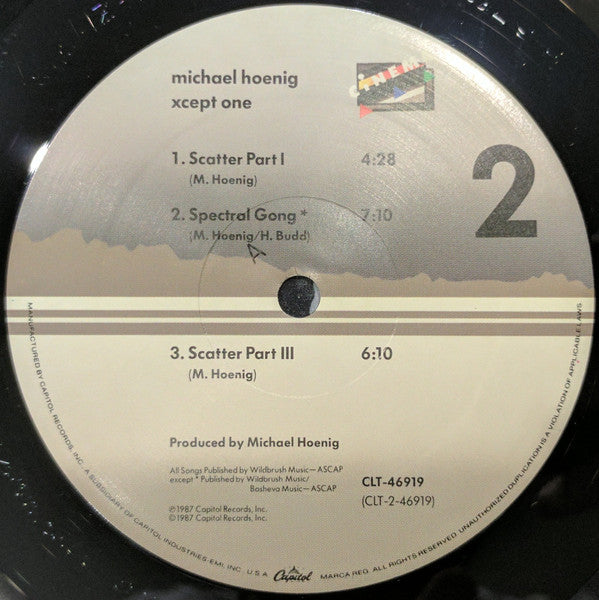 michael hoenig
xcept one
CINEMA
2
1. Scatter Part I 4:28
(M. Hoenig)
2. Spectral Gong * 7:10
(M. Hoenig/H. Budd)
A
3. Scatter Part III 6:10
(M. Hoenig)
Produced by Michael Hoenig
All Songs Published by Wildbrush Music—ASCAP
except * Published by Wildbrush Music/
Bosheva Music—ASCAP
CLT-46919
(CLT-2-46919)
℗1987 Capitol Records, Inc.
©1987 Capitol Records, Inc.
MANUFACTURED BY CAPITOL RECORDS, INC. A SUBSIDIARY OF CAPITOL INDUSTRIES-EMI, INC. U.S.A. Capitol MARCA REG. ALL RIGHTS RESERVED. UNAUTHORIZED DUPLICATION IS A VIOLATION OF APPLICABLE LAWS.